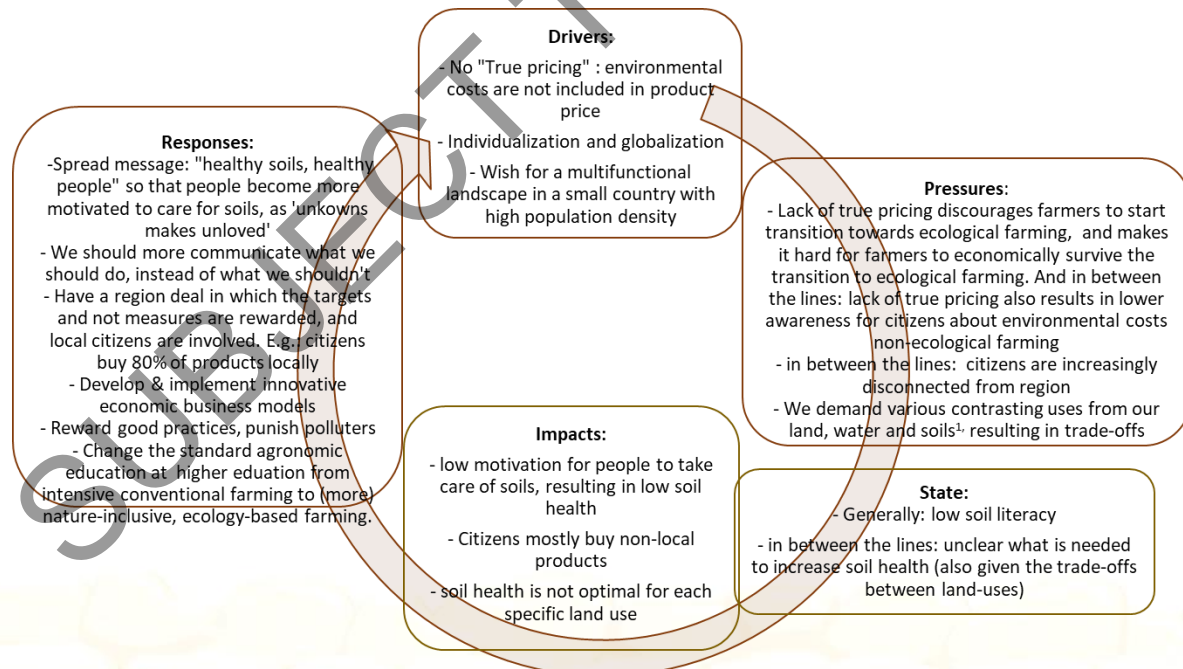 Drivers:
- No "True pricing" : environmental
costs are not included in product
price
- Individualization and globalization
- Wish for a multifunctional
landscape in a small country with
high population density
Pressures:
- Lack of true pricing discourages farmers to start
transition towards ecological farming, and makes
it hard for farmers to economically survive the
transition to ecological farming. And in between
the lines: lack of true pricing also results in lower
awareness for citizens about environmental costs
non-ecological farming
- in between the lines: citizens are increasingly
disconnected from region
- We demand various contrasting uses from our
land, water and soils¹, resulting in trade-offs
State:
- Generally: low soil literacy
- in between the lines: unclear what is needed
to increase soil health (also given the trade-offs
between land-uses)
Impacts:
- low motivation for people to take
care of soils, resulting in low soil
health
- Citizens mostly buy non-local
products
- soil health is not optimal for each
specific land use
Responses:
-Spread message: "healthy soils, healthy
people" so that people become more
motivated to care for soils, as 'unkowns
makes unloved'
- We should more communicate what we
should do, instead of what we shouldn't
- Have a region deal in which the targets
and not measures are rewarded, and
local citizens are involved. E.g.: citizens
buy 80% of products locally
- Develop & implement innovative
economic business models
- Reward good practices, punish polluters
- Change the standard agronomic
education at higher eduation from
intensive conventional farming to (more)
nature-inclusive, ecology-based farming.
SUBJECT